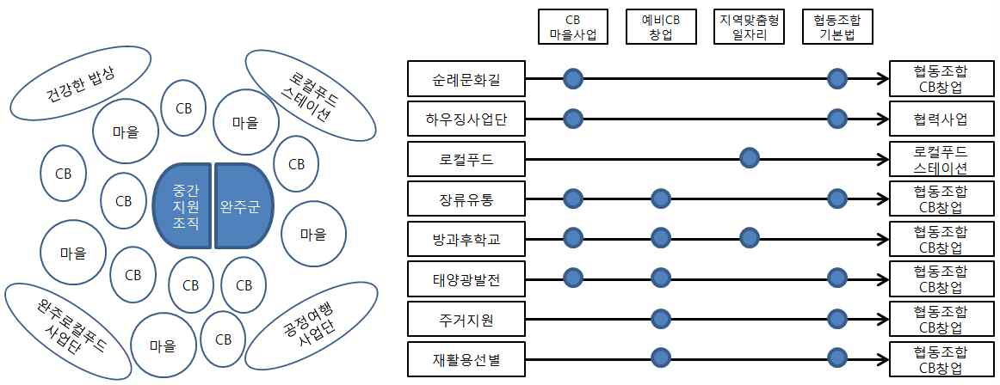 건강한 밥상
로컬푸드
스테이션
CB
마을
마을
CB
CB
CB
중간
지원
조직
완주군
마을
마을
CB
CB
CB
완주로컬푸드
사업단
마을
CB
공정여행
사업단
CB
마을사업
예비CB
창업
지역맞춤형
일자리
협동조합
기본법
순례문화길
협동조합
CB창업
하우징사업단
협력사업
로컬푸드
로컬푸드
스테이션
장류유통
협동조합
CB창업
방과후학교
협동조합
CB창업
태양광발전
협동조합
CB창업
주거지원
협동조합
CB창업
재활용선별
협동조합
CB창업